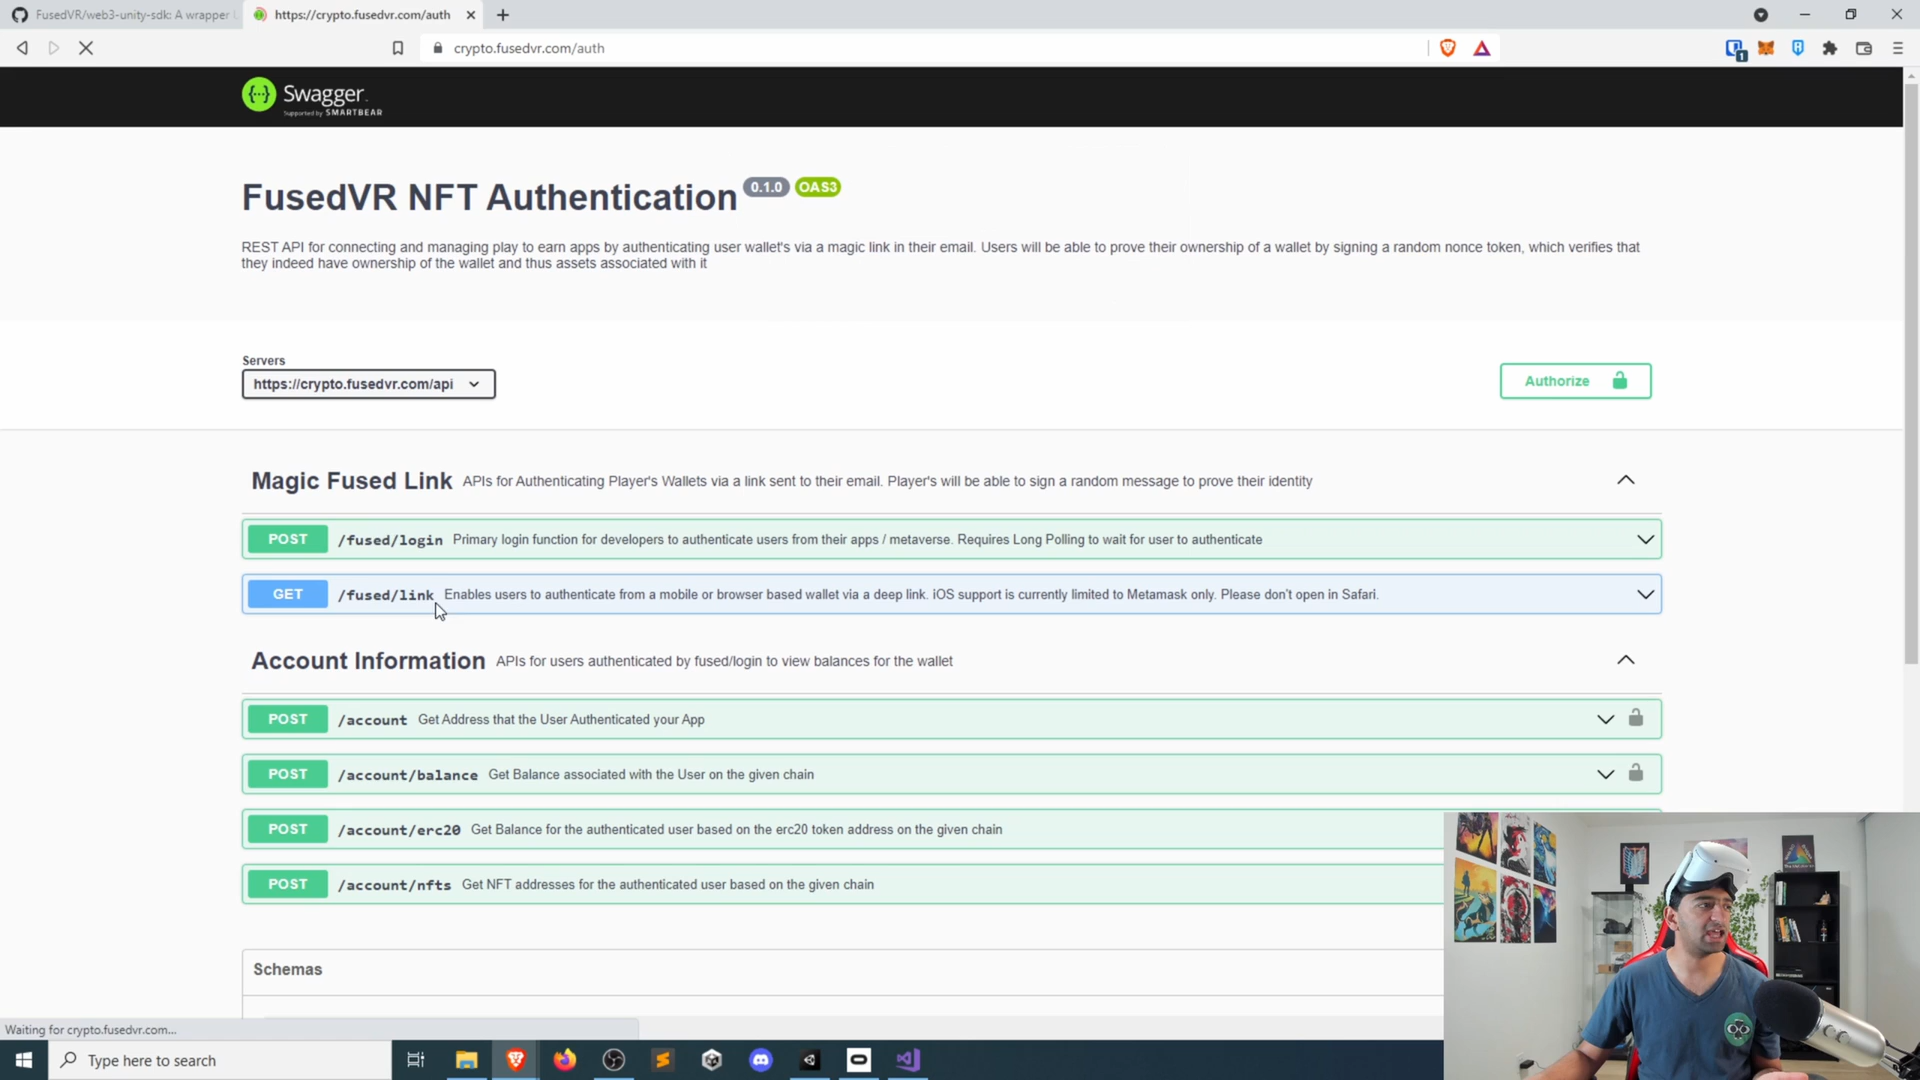 FusedVR/web3-unity-sdk: A wrapper
https://crypto.fusedvr.com/auth
crypto.fusedvr.com/auth
1
Swagger.
Supported by SMARTBEAR
FusedVR NFT Authentication 0.1.0 OAS3
REST API for connecting and managing play to earn apps by authenticating user wallet's via a magic link in their email. Users will be able to prove their ownership of a wallet by signing a random nonce token, which verifies that
they indeed have ownership of the wallet and thus assets associated with it
Servers
https://crypto.fusedvr.com/api
Authorize
Magic Fused Link APIs for Authenticating Player's Wallets via a link sent to their email. Player's will be able to sign a random message to prove their identity
POST /fused/login Primary login function for developers to authenticate users from their apps / metaverse. Requires Long Polling to wait for user to authenticate
GET /fused/link Enables users to authenticate from a mobile or browser based wallet via a deep link. iOS support is currently limited to Metamask only. Please don't open in Safari.
Account Information APIs for users authenticated by fused/login to view balances for the wallet
POST /account Get Address that the User Authenticated your App
POST /account/balance Get Balance associated with the User on the given chain
POST /account/erc20 Get Balance for the authenticated user based on the erc20 token address on the given chain
POST /account/nfts Get NFT addresses for the authenticated user based on the given chain
Schemas
Waiting for crypto.fusedvr.com...
Type here to search